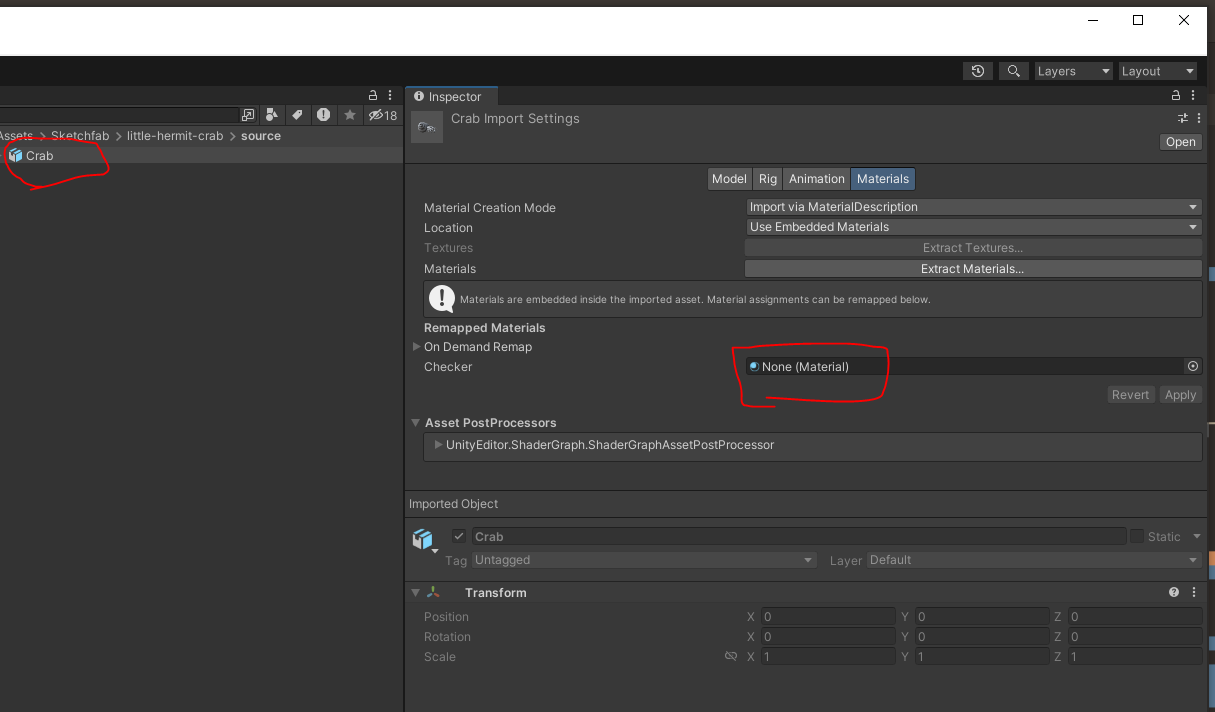 Layers
Layout
Inspector
18
Crab Import Settings
Assets > Sketchfab > little-hermit-crab > source
Open
Crab
Model Rig Animation Materials
Material Creation Mode Import via MaterialDescription
Location Use Embedded Materials
Textures Extract Textures...
Materials Extract Materials...
Materials are embedded inside the imported asset. Material assignments can be remapped below.
Remapped Materials
On Demand Remap
Checker None (Material)
Revert Apply
Asset PostProcessors
UnityEditor.ShaderGraph.ShaderGraphAssetPostProcessor
Imported Object
Crab Static
Tag Untagged Layer Default
Transform
Position X 0 Y 0 Z 0
Rotation X 0 Y 0 Z 0
Scale X 1 Y 1 Z 1